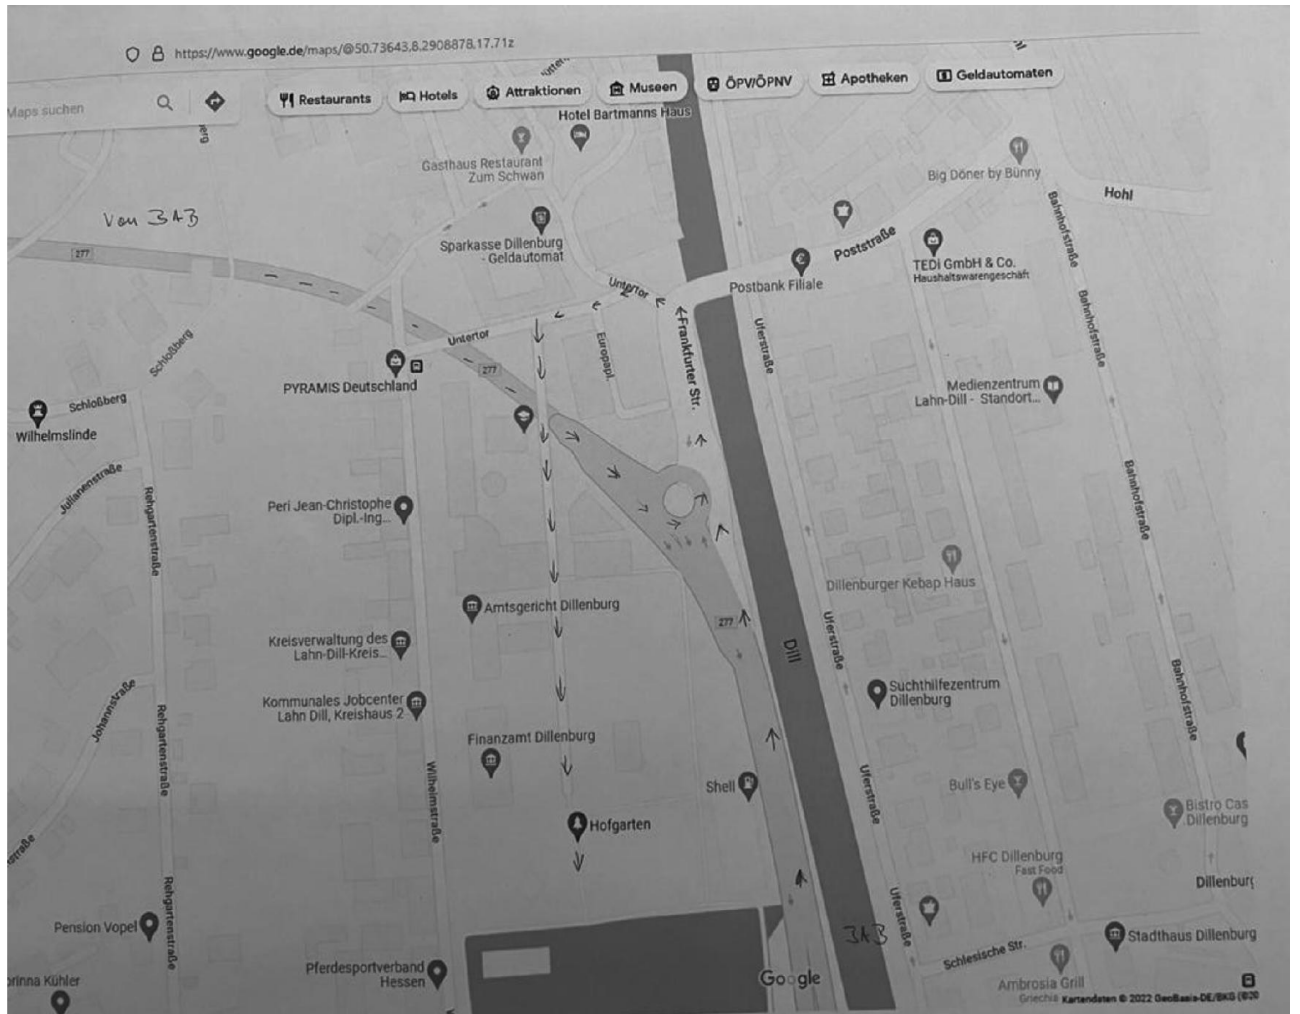 https://www.google.de/maps/@50.73643,8.2908878,17.71z
Maps suchen
Restaurants
Hotels
Attraktionen
Museen
ÖPV/ÖPNV
Apotheken
Geldautomaten
Hotel Bartmanns Haus
Gasthaus Restaurant
Zum Schwan
Big Döner by Bünny
Hohl
Von BAB
277
Sparkasse Dillenburg
- Geldautomat
Poststraße
Bahnhofstraße
TEDi GmbH & Co.
Haushaltswarengeschäft
Postbank Filiale
Untertor
Untertor
Frankfurter Str.
Uferstraße
Bahnhofstraße
Europapl.
Schloßberg
277
PYRAMIS Deutschland
Medienzentrum
Lahn-Dill - Standort...
Schloßberg
Wilhelmslinde
Julianenstraße
Rehgartenstraße
Peri Jean-Christophe
Dipl.-Ing...
Bahnhofstraße
Dillenburger Kebap Haus
Amtsgericht Dillenburg
277
Dill
Uferstraße
Kreisverwaltung des
Lahn-Dill-Kreis...
Suchthilfezentrum
Dillenburg
Kommunales Jobcenter
Lahn Dill, Kreishaus 2
Johannstraße
Rehgartenstraße
Bahnhofstraße
Finanzamt Dillenburg
Wilhelmstraße
Shell
Uferstraße
Bull's Eye
Bistro Cas
Dillenburg
Hofgarten
HFC Dillenburg
Fast Food
Dillenburg
Rehgartenstraße
Pension Vopel
BAB
Uferstraße
Schlesische Str.
Stadthaus Dillenburg
Pferdesportverband
Hessen
Google
Ambrosia Grill
Kartendaten © 2022 GeoBasis-DE/BKG (©20